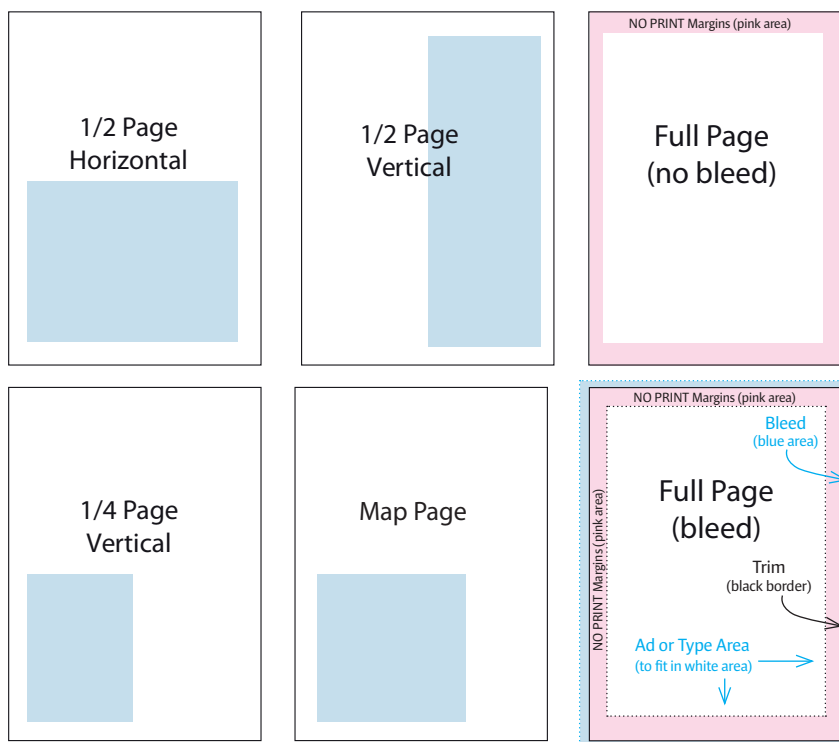 1/2 Page
Horizontal
1/2 Page
Vertical
NO PRINT Margins (pink area)
Full Page
(no bleed)
1/4 Page
Vertical
Map Page
NO PRINT Margins (pink area)
NO PRINT Margins (pink area)
Bleed
(blue area)
Full Page
(bleed)
Trim
(black border)
Ad or Type Area
(to fit in white area)